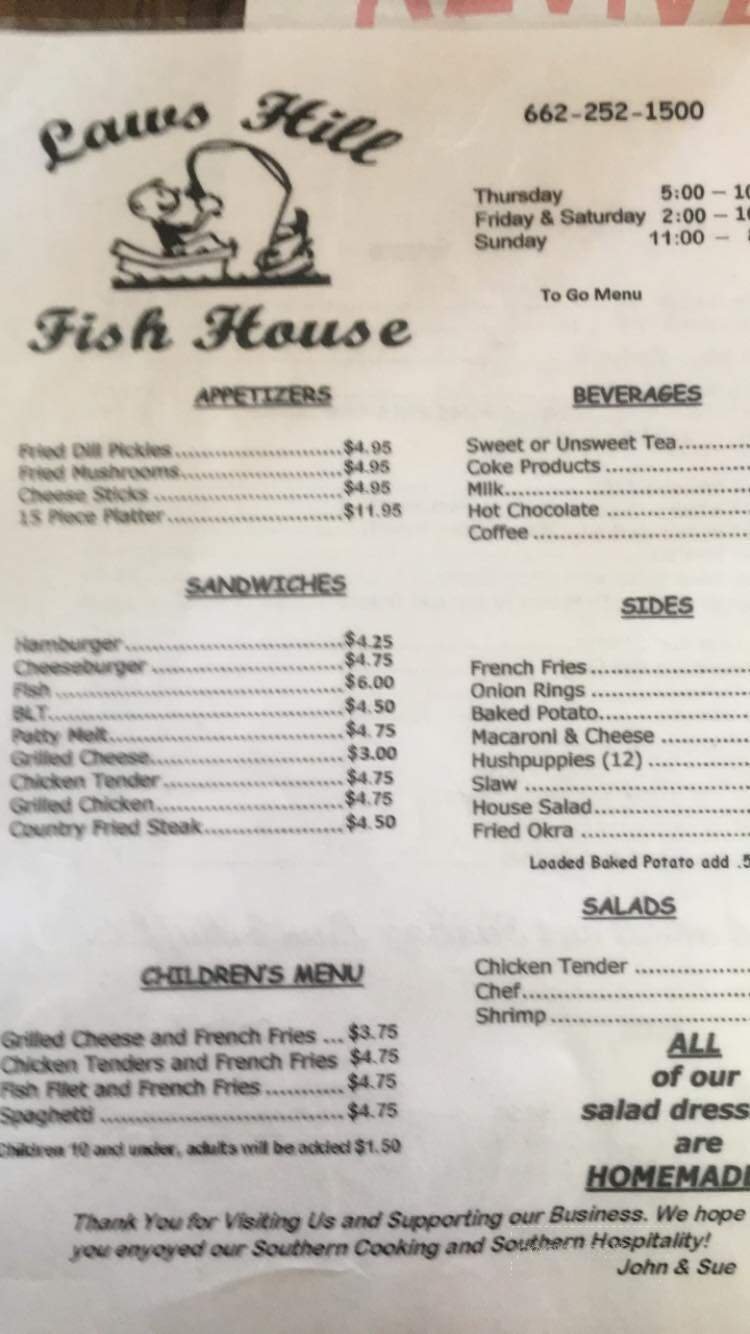 Laws Hill
Fish House
662-252-1500
Thursday 5:00 – 10
Friday & Saturday 2:00 – 10
Sunday 11:00 –
To Go Menu
APPETIZERS
Fried Dill Pickles.........................$4.95
Fried Mushrooms........................$4.95
Cheese Sticks ............................$4.95
15 Piece Platter..........................$11.95
SANDWICHES
Hamburger.................................$4.25
Cheeseburger .............................$4.75
Fish ...........................................$6.00
BLT............................................$4.50
Patty Melt...................................$4.75
Grilled Cheese.............................$3.00
Chicken Tender...........................$4.75
Grilled Chicken............................$4.75
Country Fried Steak.....................$4.50
CHILDREN'S MENU
Grilled Cheese and French Fries ...$3.75
Chicken Tenders and French Fries $4.75
Fish Filet and French Fries ............$4.75
Spaghetti ....................................$4.75
Children 10 and under, adults will be added $1.50
BEVERAGES
Sweet or Unsweet Tea...........
Coke Products ......................
Milk.....................................
Hot Chocolate ......................
Coffee .................................
SIDES
French Fries........................
Onion Rings ........................
Baked Potato.......................
Macaroni & Cheese ..............
Hushpuppies (12) ................
Slaw ...................................
House Salad........................
Fried Okra ..........................
Loaded Baked Potato add .5
SALADS
Chicken Tender ..................
Chef...................................
Shrimp...............................
ALL
of our
salad dress
are
HOMEMADE
Thank You for Visiting Us and Supporting our Business. We hope
you enyoyed our Southern Cooking and Southern Hospitality!
John & Sue